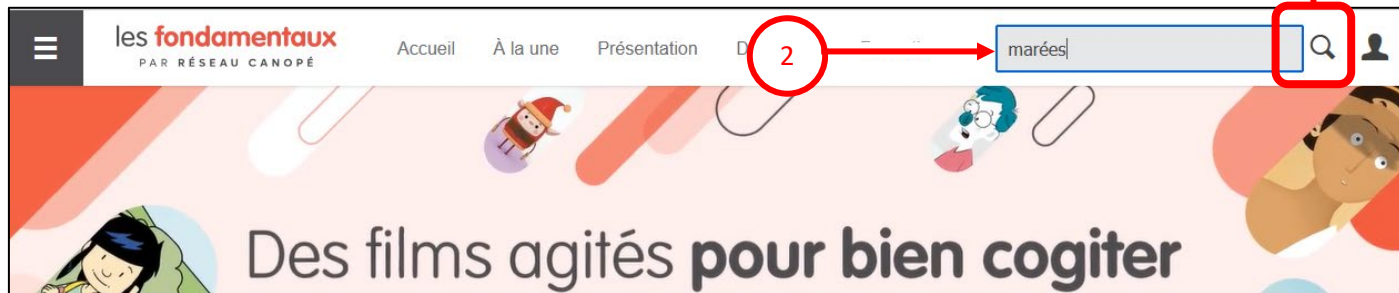 les fondamentaux
PAR RÉSEAU CANOPÉ
Accueil À la une Présentation
2
marées
Des films agités pour bien cogiter